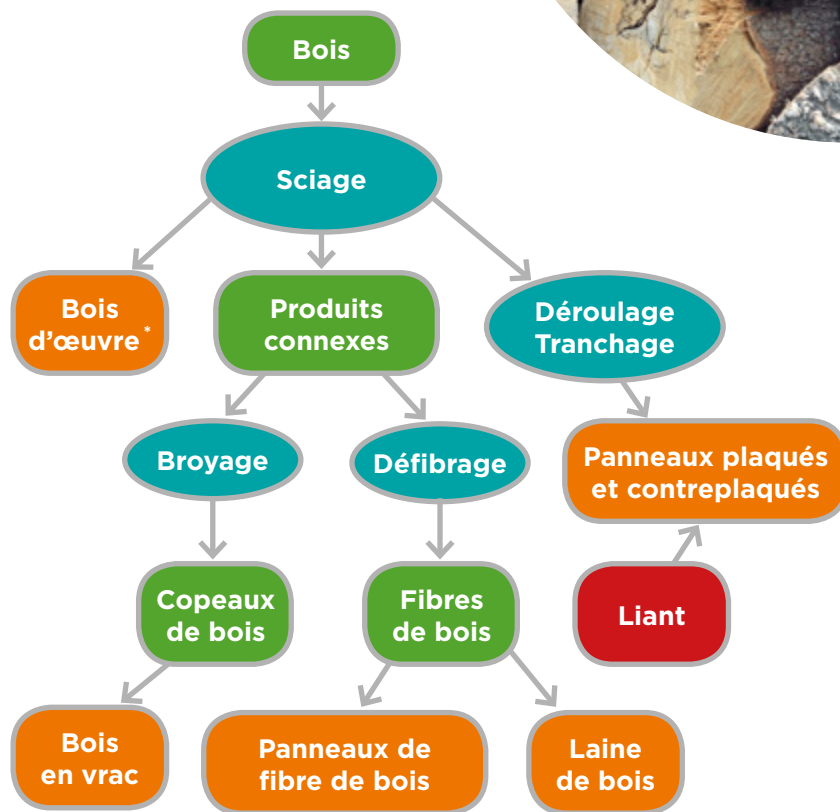 Bois
Sciage
Bois
d'œuvre*
Produits
connexes
Déroulage
Tranchage
Broyage
Défibrage
Panneaux plaqués
et contreplaqués
Copeaux
de bois
Fibres
de bois
Liant
Bois
en vrac
Panneaux de
fibre de bois
Laine
de bois